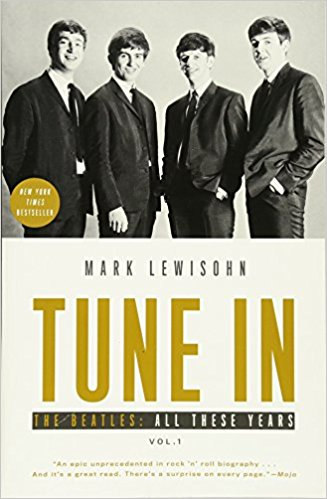 NEW YORK
TIMES
BESTSELLER
MARK LEWISOHN
TUNE IN
THE BEATLES: ALL THESE YEARS
VOL.1
"An epic unprecedented in rock 'n' roll biography . . .
And it's a great read. There's a surprise on every page."—Mojo